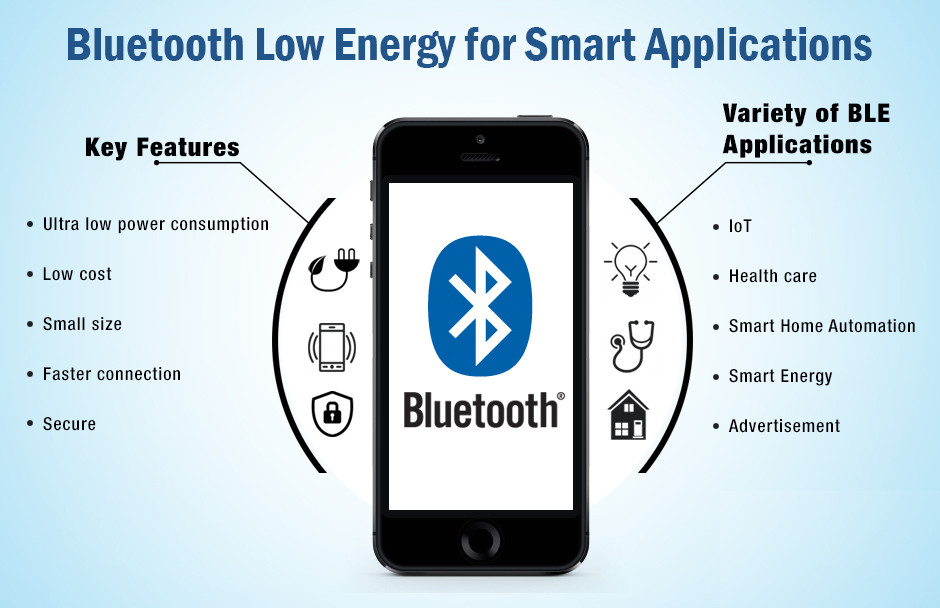 Bluetooth Low Energy for Smart Applications
Key Features
• Ultra low power consumption
• Low cost
• Small size
• Faster connection
• Secure
Bluetooth®
Variety of BLE
Applications
• IoT
• Health care
• Smart Home Automation
• Smart Energy
• Advertisement